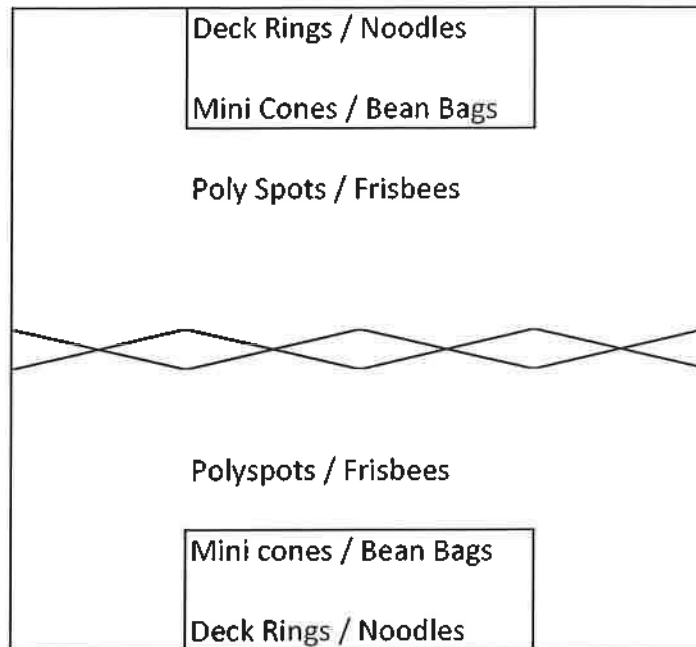 Deck Rings / Noodles
Mini Cones / Bean Bags
Poly Spots / Frisbees
Polyspots / Frisbees
Mini cones / Bean Bags
Deck Rings / Noodles